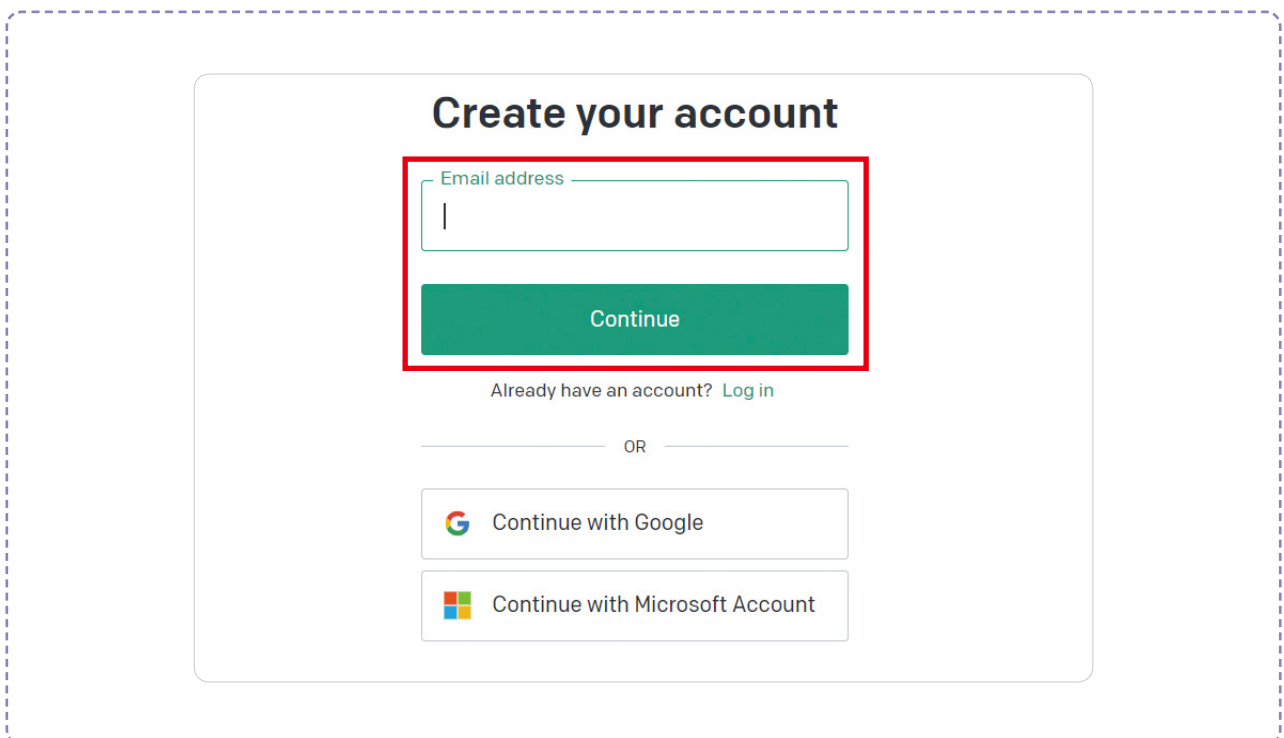 Create your account
Email address
Continue
Already have an account? Log in
OR
Continue with Google
Continue with Microsoft Account